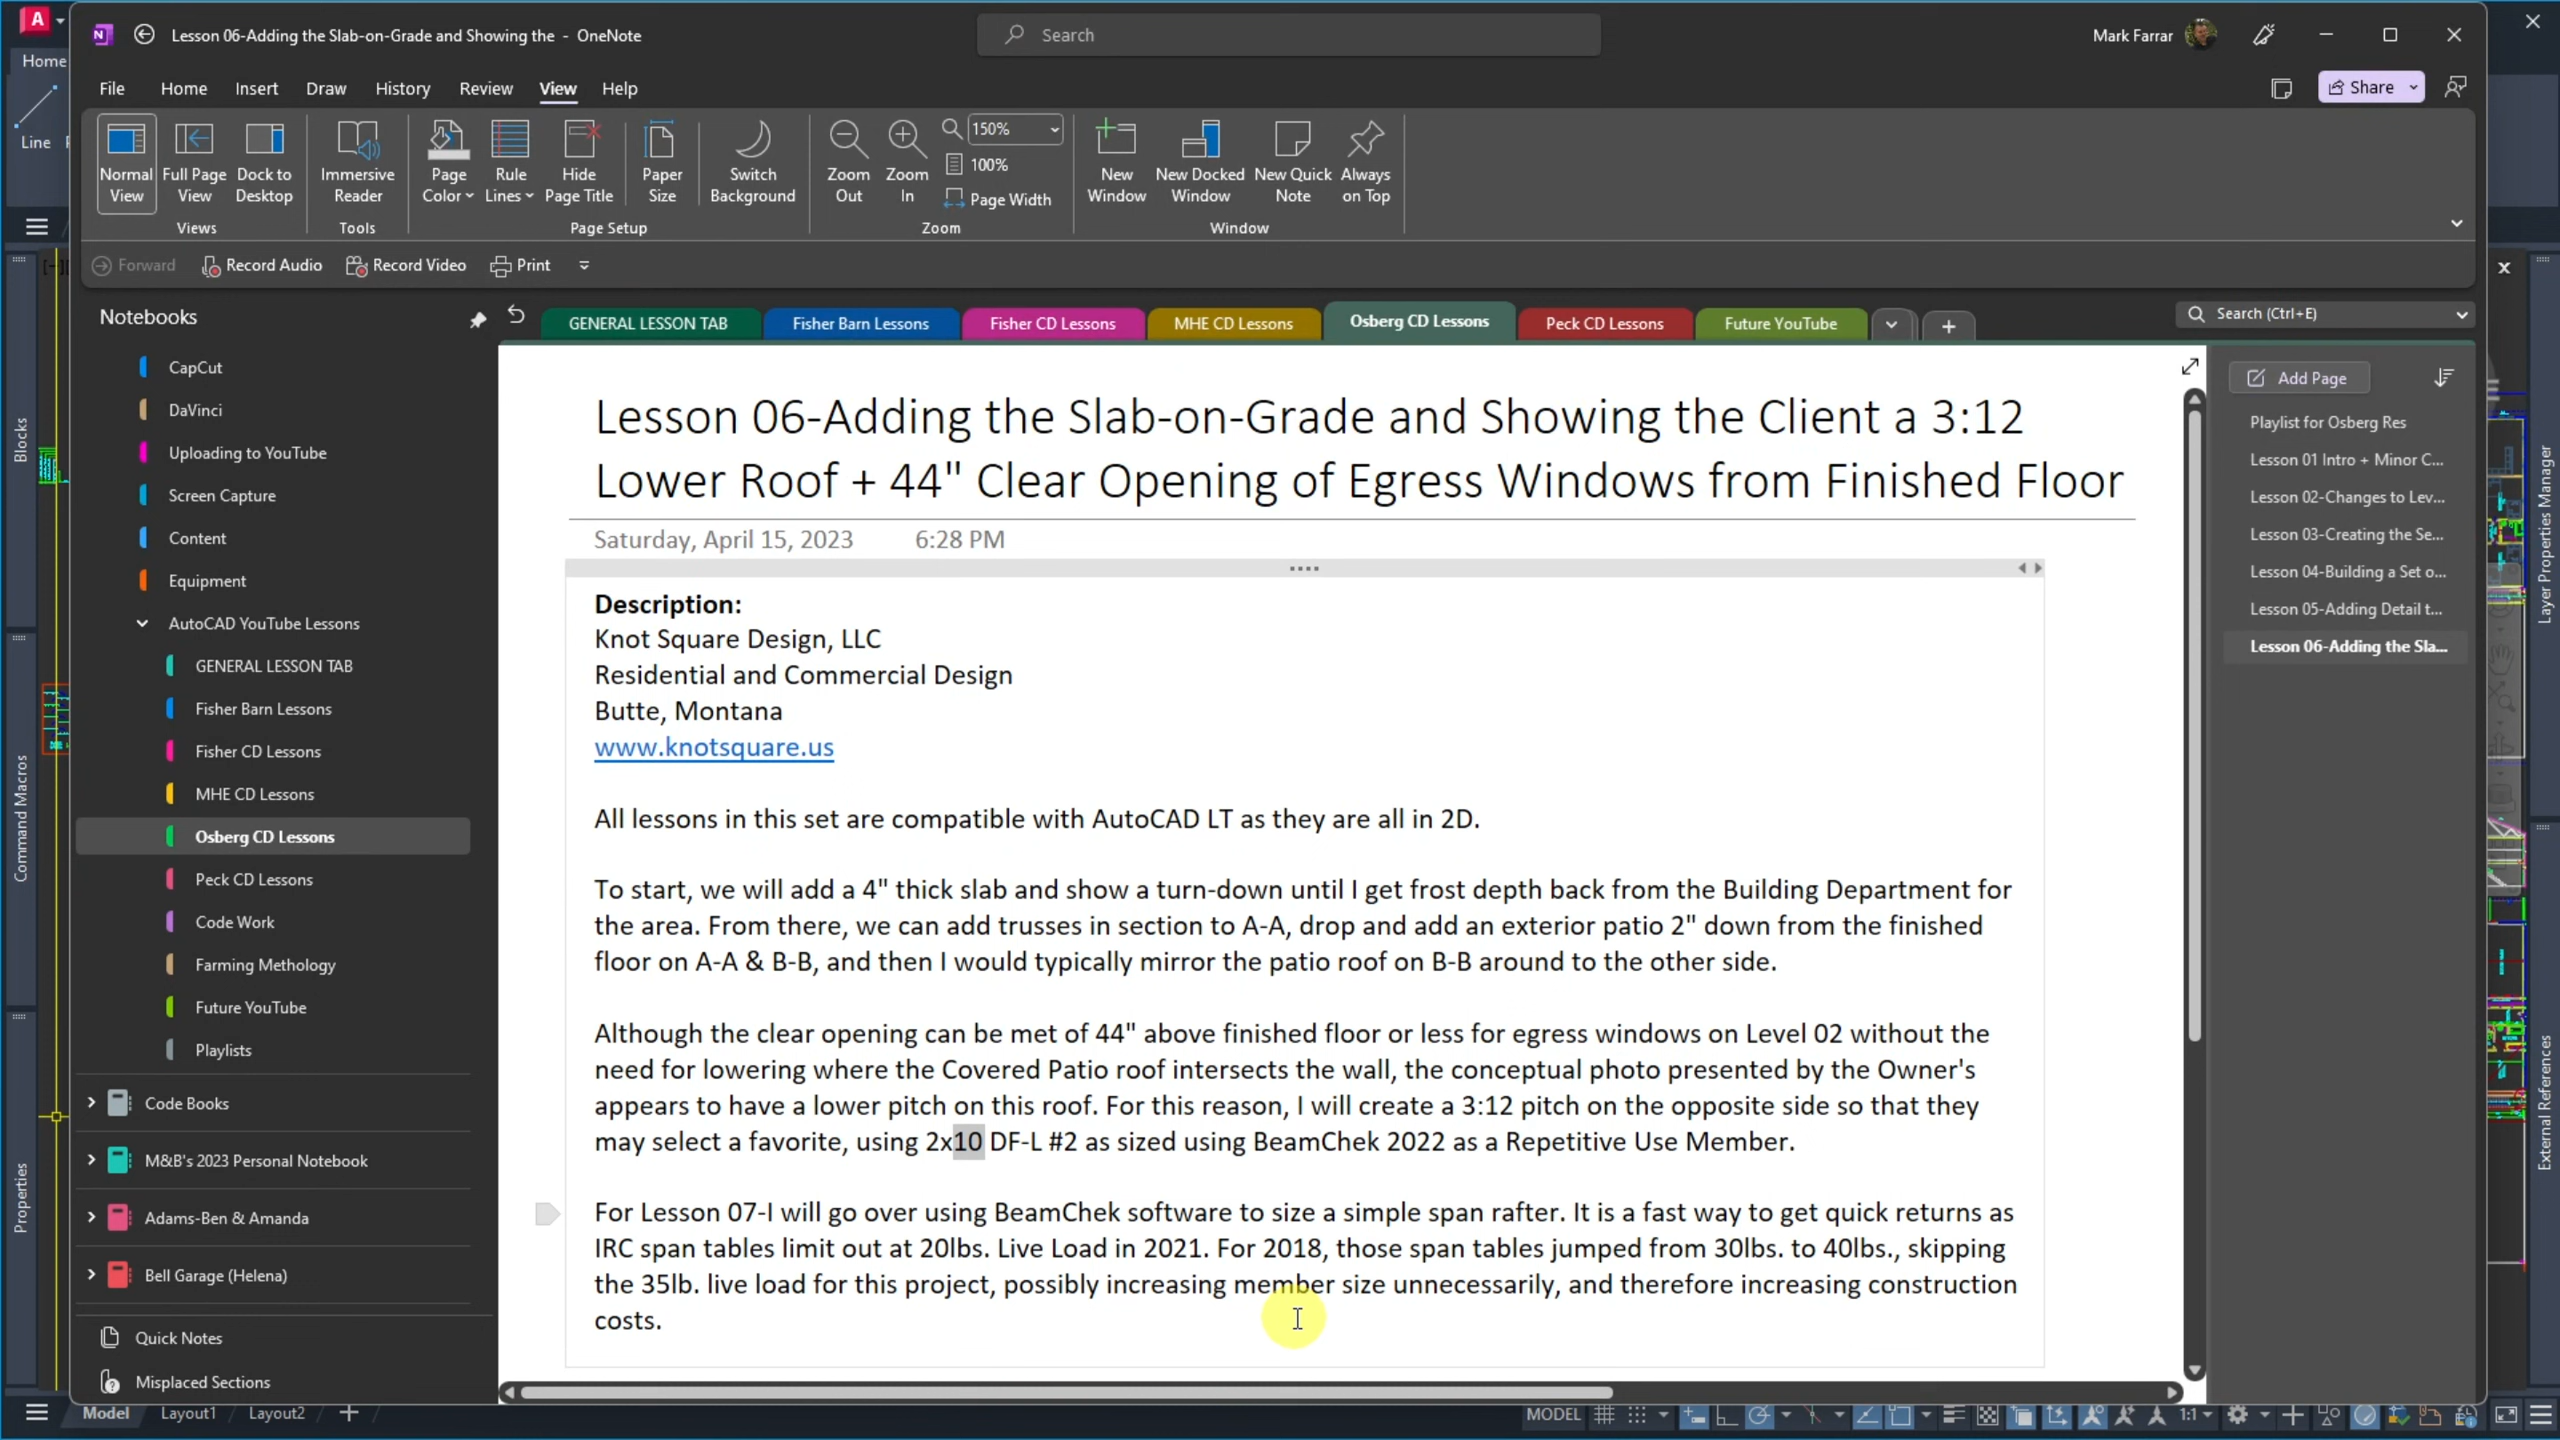 A
Home
Line
Lesson 06-Adding the Slab-on-Grade and Showing the - OneNote
Search
Mark Farrar
File Home Insert Draw History Review View Help
Share
Normal View
Full Page View
Dock to Desktop
Immersive Reader
Page Color
Rule Lines
Hide Page Title
Paper Size
Switch Background
Zoom Out
Zoom In
150%
100%
Page Width
New Window
New Docked Window
New Quick Note
Always on Top
Views Tools Page Setup Zoom Window
Forward Record Audio Record Video Print
Notebooks
GENERAL LESSON TAB Fisher Barn Lessons Fisher CD Lessons MHE CD Lessons Osberg CD Lessons Peck CD Lessons Future YouTube
Search (Ctrl+E)
CapCut
DaVinci
Uploading to YouTube
Screen Capture
Content
Equipment
AutoCAD YouTube Lessons
GENERAL LESSON TAB
Fisher Barn Lessons
Fisher CD Lessons
MHE CD Lessons
Osberg CD Lessons
Peck CD Lessons
Code Work
Farming Methology
Future YouTube
Playlists
Code Books
M&B's 2023 Personal Notebook
Adams-Ben & Amanda
Bell Garage (Helena)
Quick Notes
Misplaced Sections
Lesson 06-Adding the Slab-on-Grade and Showing the Client a 3:12
Lower Roof + 44" Clear Opening of Egress Windows from Finished Floor
Saturday, April 15, 2023 6:28 PM
Description:
Knot Square Design, LLC
Residential and Commercial Design
Butte, Montana
www.knotsquare.us
All lessons in this set are compatible with AutoCAD LT as they are all in 2D.
To start, we will add a 4" thick slab and show a turn-down until I get frost depth back from the Building Department for
the area. From there, we can add trusses in section to A-A, drop and add an exterior patio 2" down from the finished
floor on A-A & B-B, and then I would typically mirror the patio roof on B-B around to the other side.
Although the clear opening can be met of 44" above finished floor or less for egress windows on Level 02 without the
need for lowering where the Covered Patio roof intersects the wall, the conceptual photo presented by the Owner's
appears to have a lower pitch on this roof. For this reason, I will create a 3:12 pitch on the opposite side so that they
may select a favorite, using 2x10 DF-L #2 as sized using BeamChek 2022 as a Repetitive Use Member.
For Lesson 07-I will go over using BeamChek software to size a simple span rafter. It is a fast way to get quick returns as
IRC span tables limit out at 20lbs. Live Load in 2021. For 2018, those span tables jumped from 30lbs. to 40lbs., skipping
the 35lb. live load for this project, possibly increasing member size unnecessarily, and therefore increasing construction
costs.
Add Page
Playlist for Osberg Res
Lesson 01 Intro + Minor C...
Lesson 02-Changes to Lev...
Lesson 03-Creating the Se...
Lesson 04-Building a Set o...
Lesson 05-Adding Detail t...
Lesson 06-Adding the Sla...
Blocks
Command Macros
Properties
Layer Properties Manager
External References
Model Layout1 Layout2
MODEL
1:1